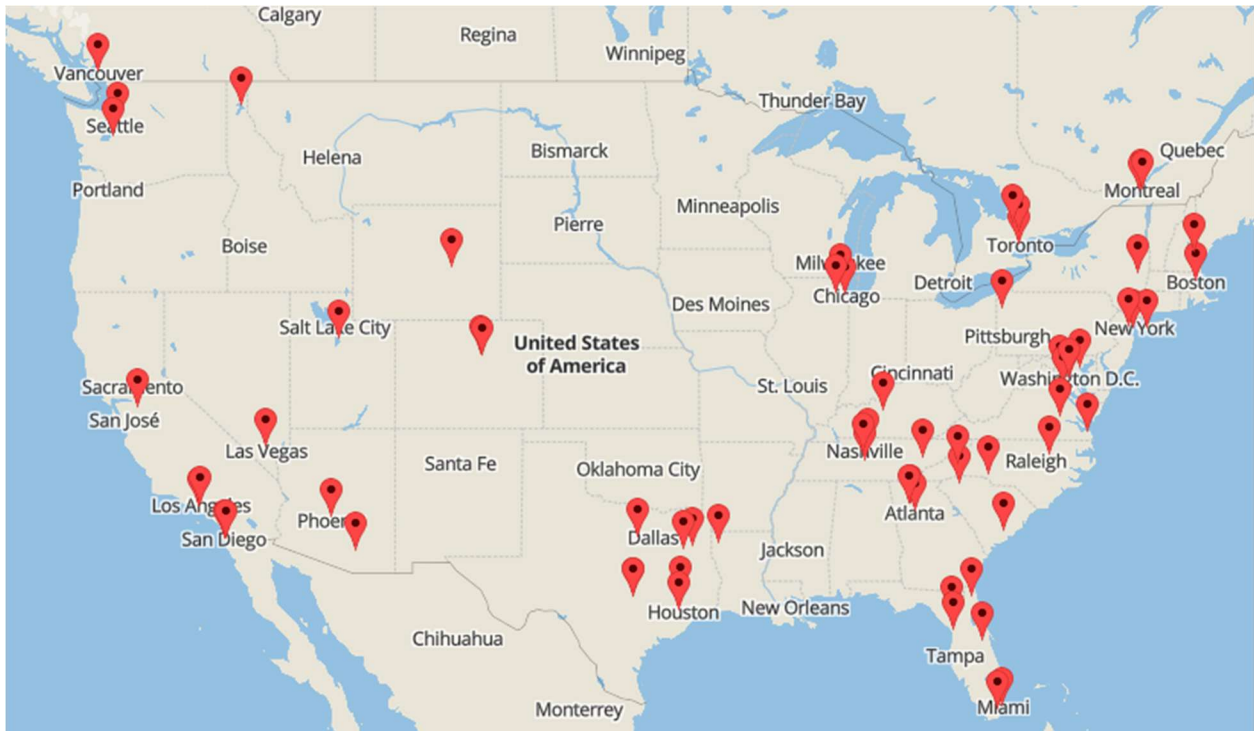 Calgary
Regina
Winnipeg
Vancouver
Thunder Bay
Seattle
Quebec
Helena
Bismarck
Montreal
Portland
Minneapolis
Pierre
Boise
Toronto
Milwaukee
Detroit
Boston
Chicago
Des Moines
Salt Lake City
New York
Pittsburgh
United States
of America
Cincinnati
Washington D.C.
Sacramento
St. Louis
San José
Las Vegas
Nashville
Santa Fe
Raleigh
Oklahoma City
Los Angeles
Atlanta
Phoenix
San Diego
Dallas
Jackson
Houston
New Orleans
Chihuahua
Tampa
Miami
Monterrey